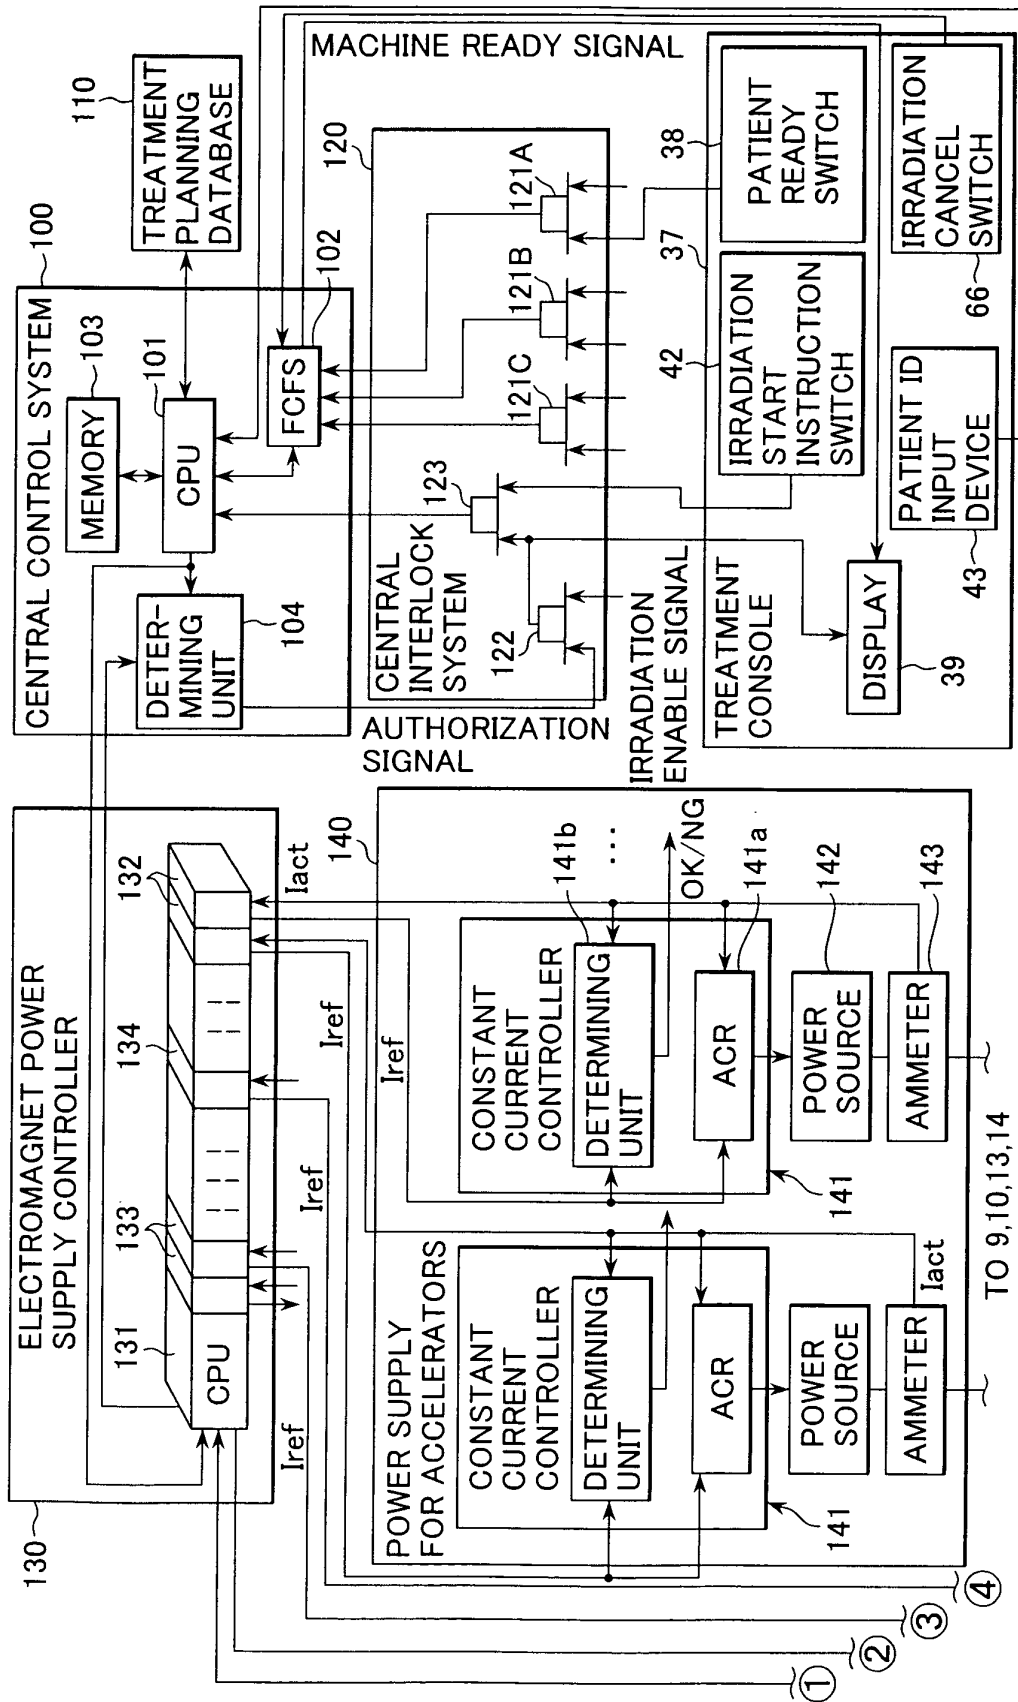 ELECTROMAGNET POWER
SUPPLY CONTROLLER
130
131
133
134
132
CPU
Iref
Iref
Iref
Iref
Iact
CENTRAL CONTROL SYSTEM
100
MEMORY
103
CPU
101
FCFS
102
DETER-
MINING
UNIT
104
TREATMENT
PLANNING
DATABASE
110
MACHINE READY SIGNAL
AUTHORIZATION
SIGNAL
CENTRAL
INTERLOCK
SYSTEM
120
122
123
121C
121B
121A
IRRADIATION
ENABLE SIGNAL
TREATMENT
CONSOLE
37
IRRADIATION
START
INSTRUCTION
SWITCH
42
PATIENT
READY
SWITCH
38
DISPLAY
39
PATIENT ID
INPUT
DEVICE
43
IRRADIATION
CANCEL
SWITCH
66
POWER SUPPLY
FOR ACCELERATORS
140
CONSTANT
CURRENT
CONTROLLER
DETERMINING
UNIT
ACR
141
POWER
SOURCE
AMMETER
Iact
CONSTANT
CURRENT
CONTROLLER
DETERMINING
UNIT
141b
...
OK/NG
ACR
141a
141
POWER
SOURCE
142
AMMETER
143
TO 9,10,13,14
①
②
③
④